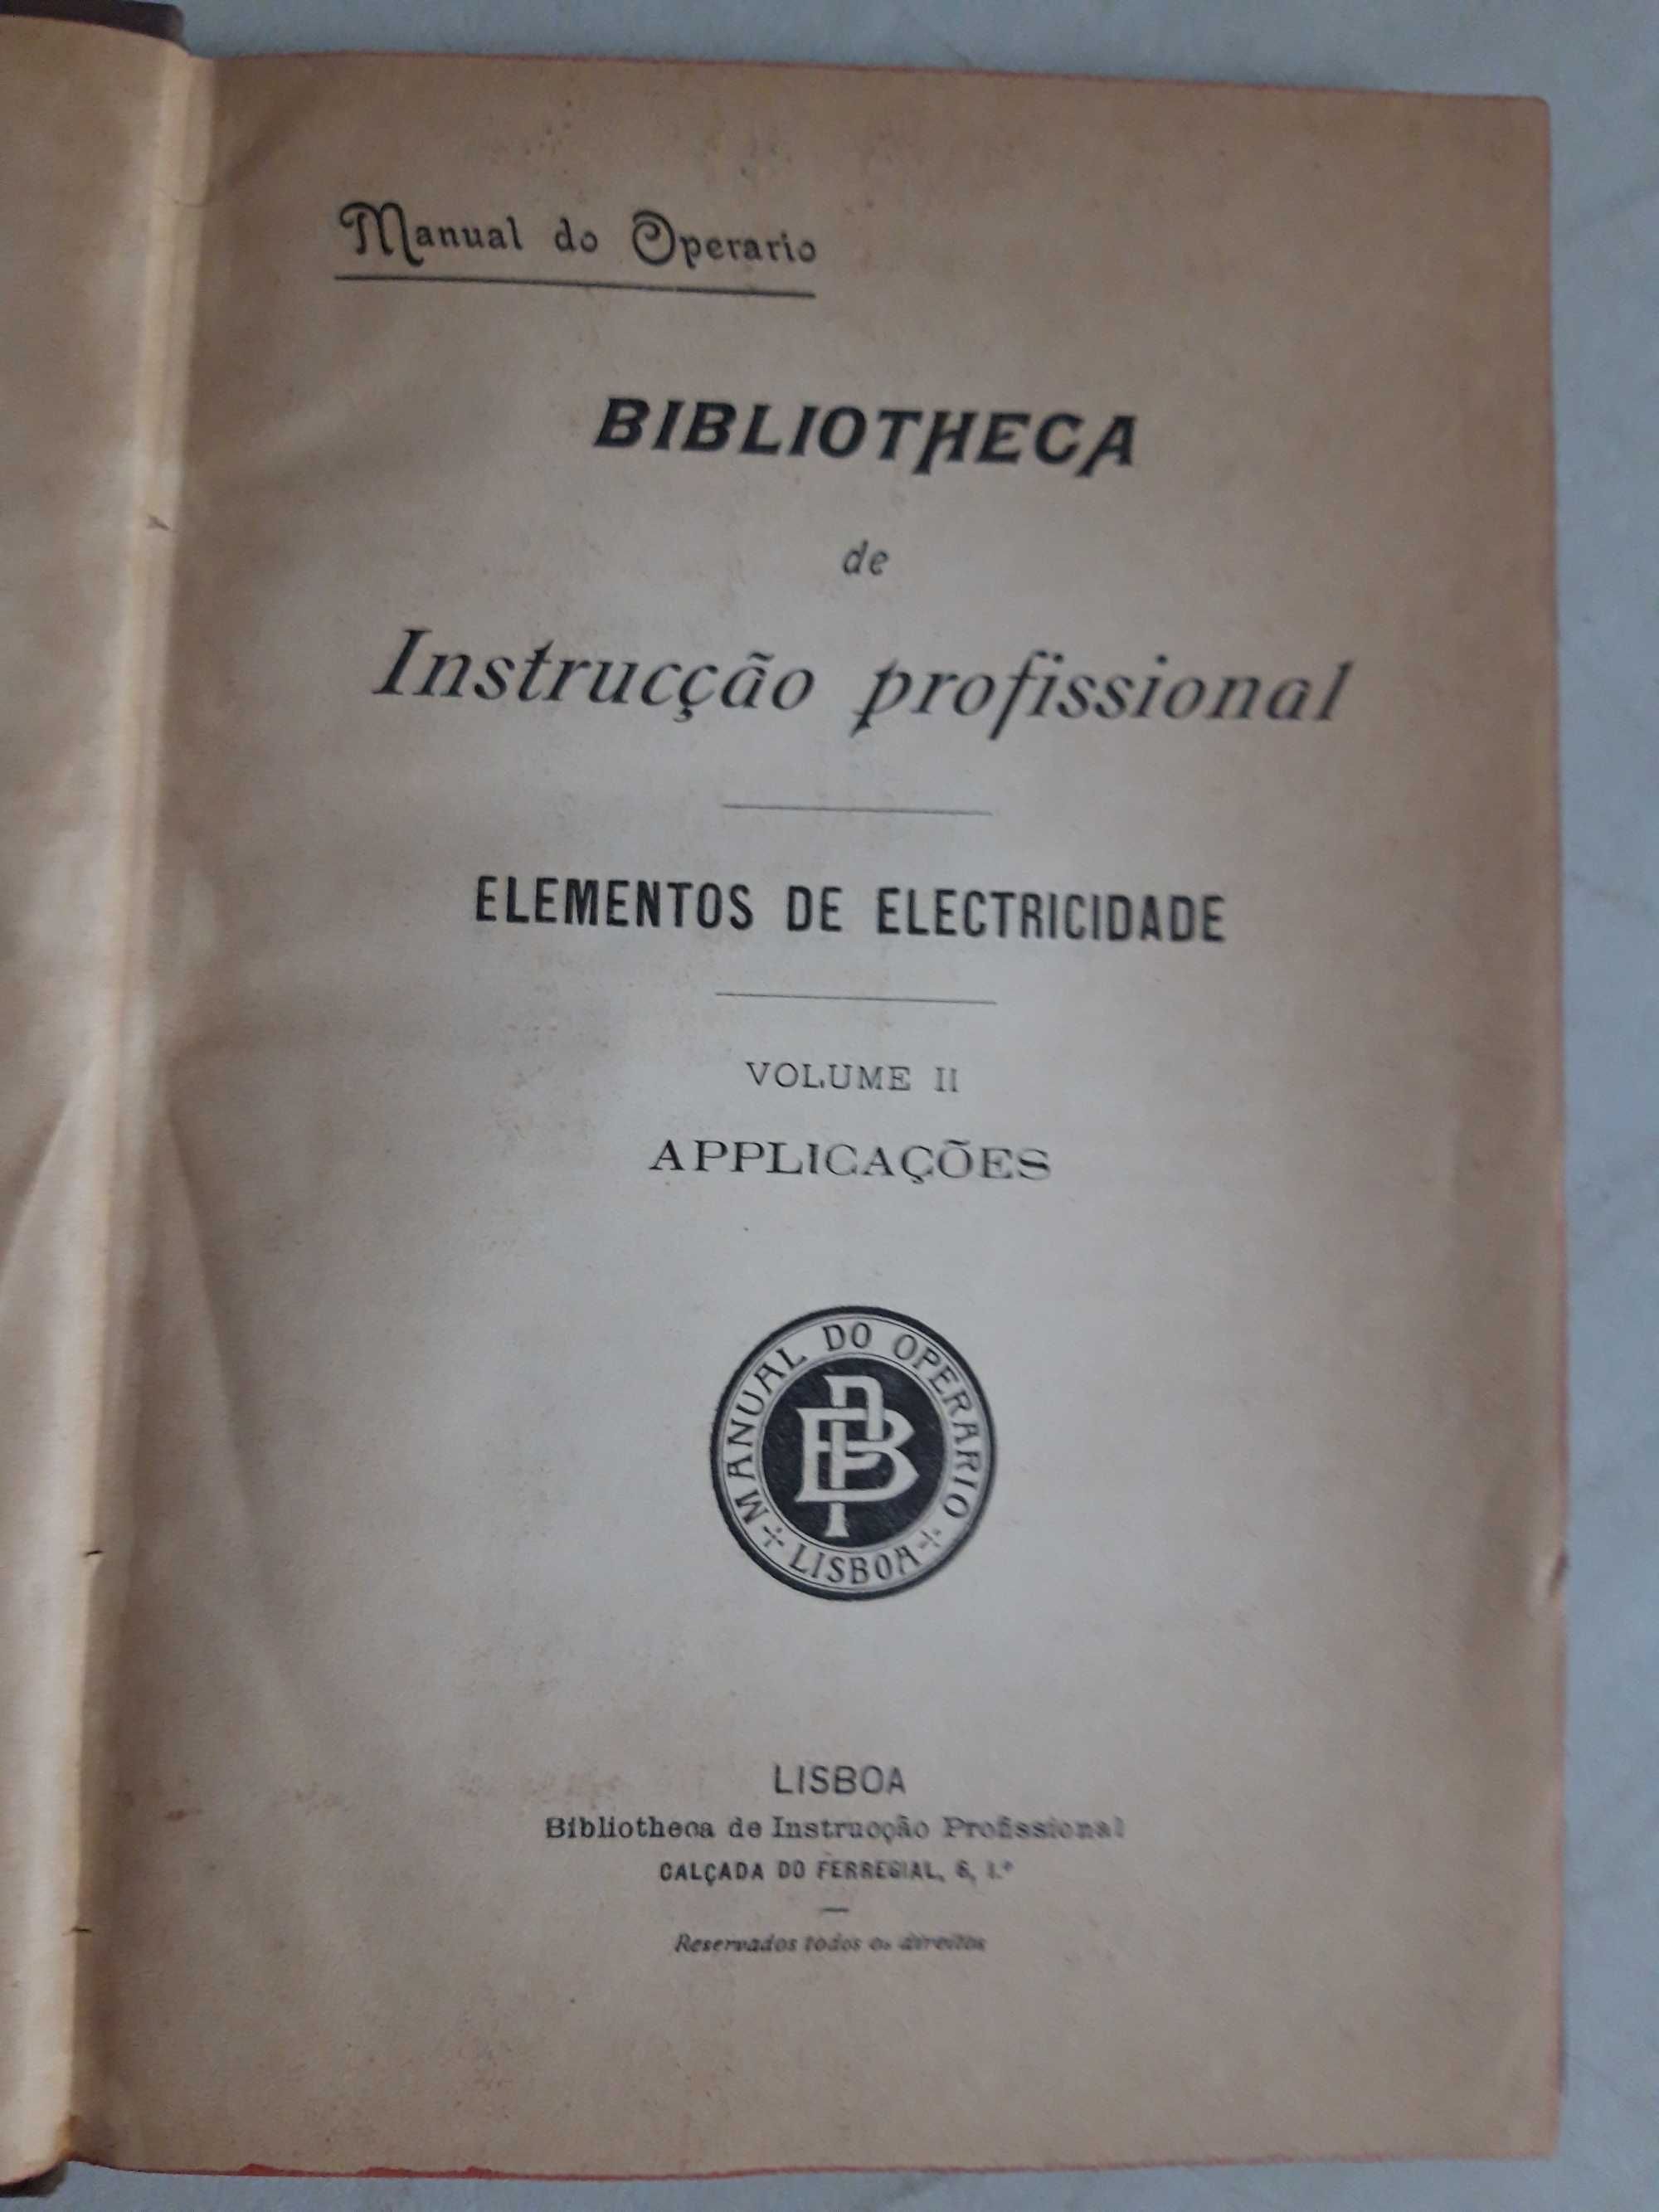 Manual do Operario
BIBLIOTHECA
de
Instrucção profissional
ELEMENTOS DE ELECTRICIDADE
VOLUME II
APPLICAÇÕES
MANUAL DO OPERARIO
BP
LISBOA
LISBOA
Bibliotheca de Instrucção Profissional
CALÇADA DO FERREGIAL, 6, 1.º
Reservados todos os direitos